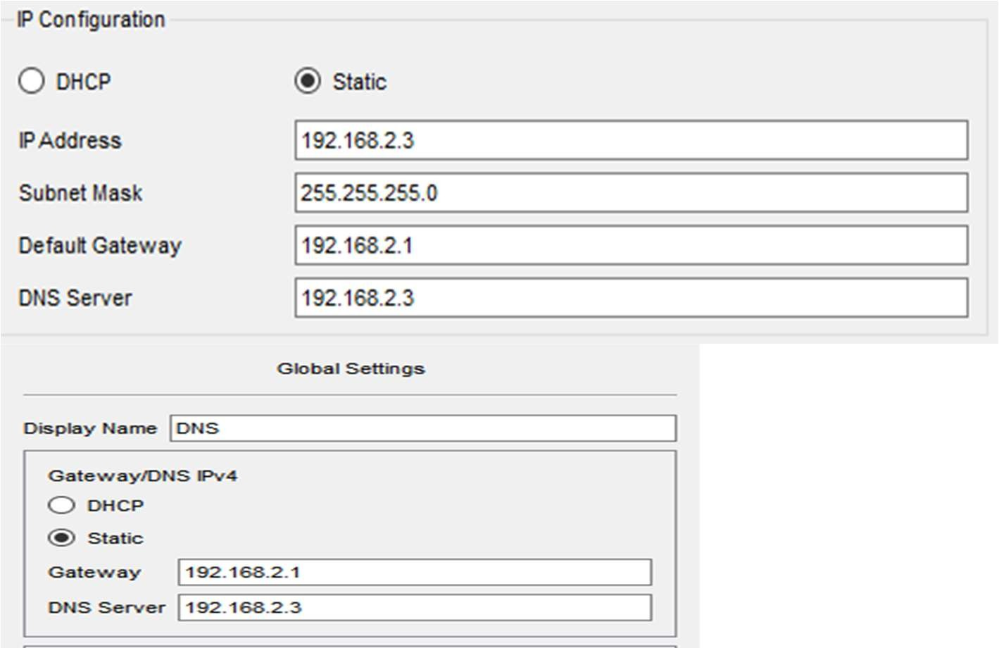 IP Configuration
DHCP Static
IP Address 192.168.2.3
Subnet Mask 255.255.255.0
Default Gateway 192.168.2.1
DNS Server 192.168.2.3
Global Settings
Display Name DNS
Gateway/DNS IPv4
DHCP
Static
Gateway 192.168.2.1
DNS Server 192.168.2.3